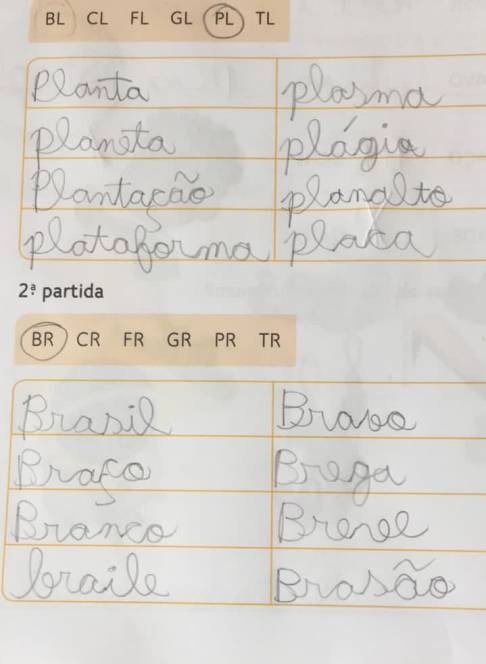 BL CL FL GL PL TL
Planta plasma
planeta plágio
Plantação planalto
plataforma placa
2ª partida
BR CR FR GR PR TR
Brasil Bravo
Braço Brega
Branco Breve
braile Brasão